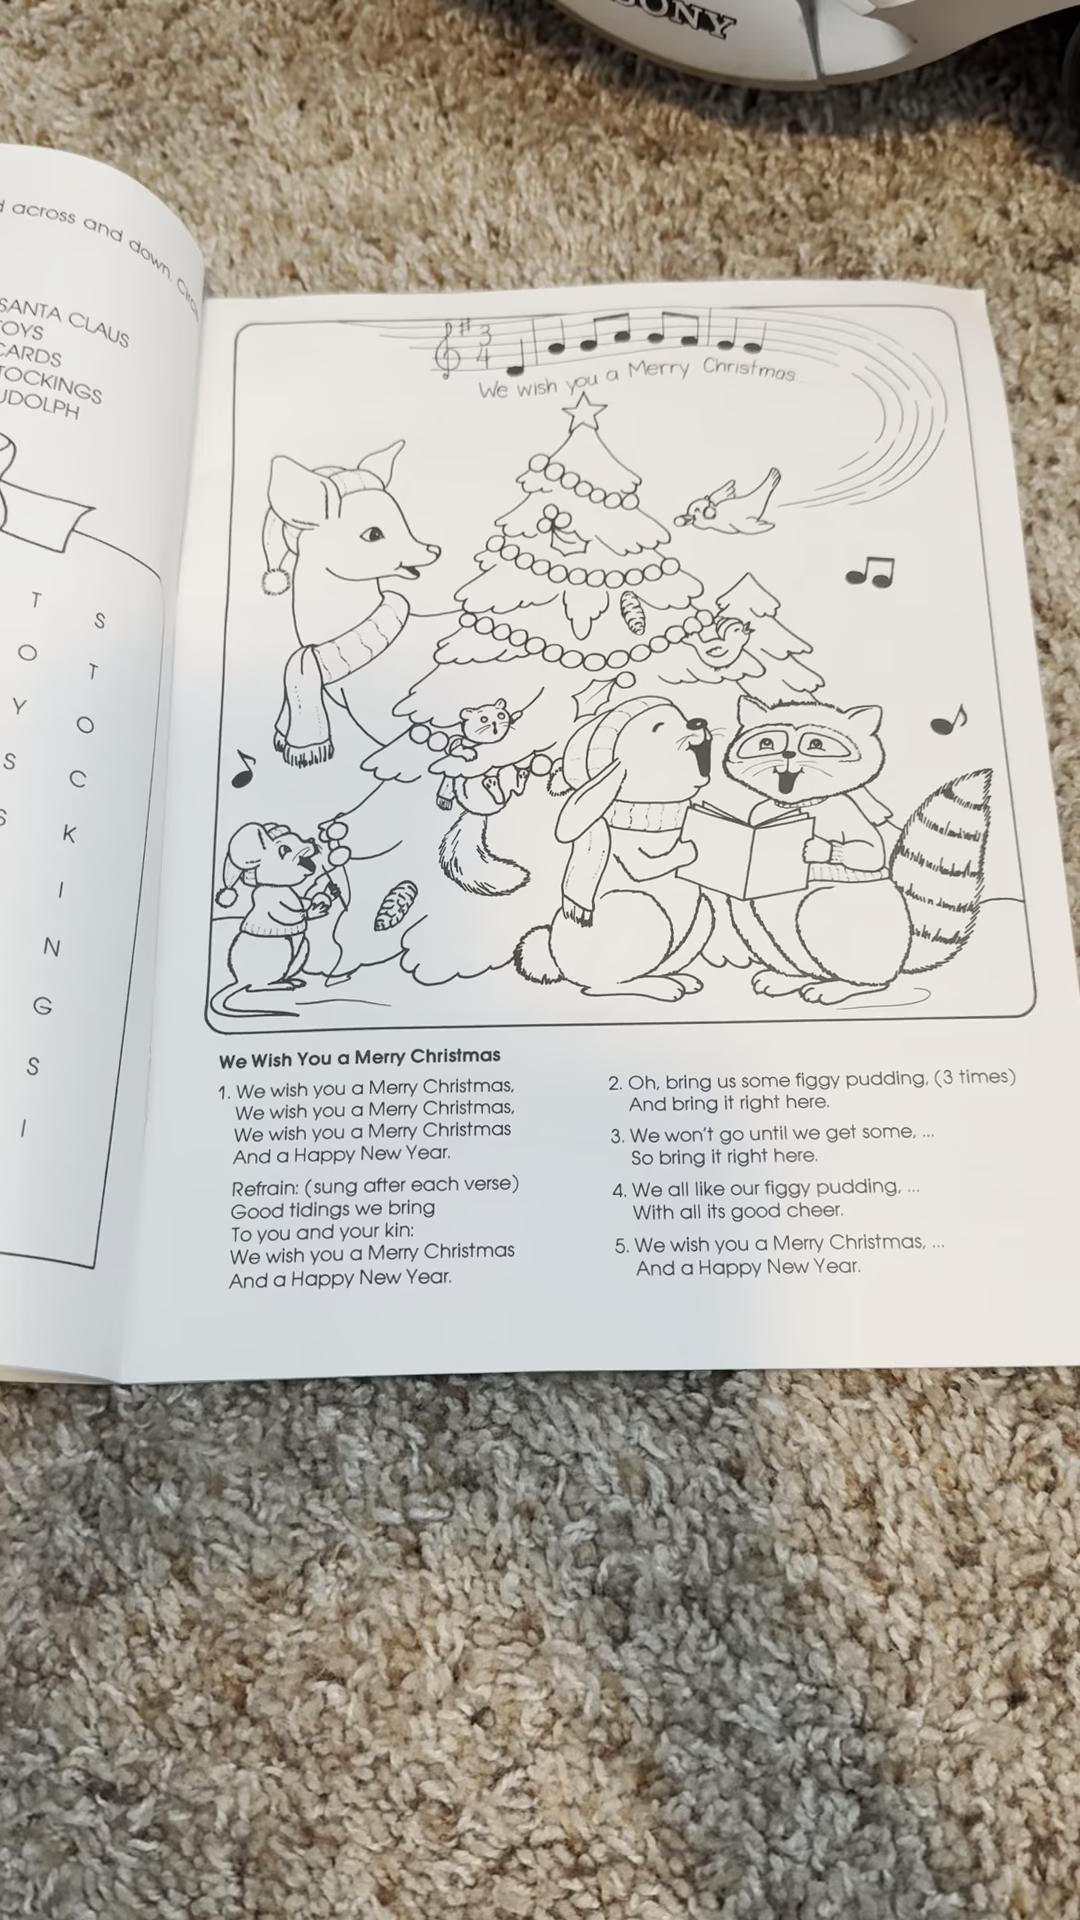 SONY
across and down. Circl
SANTA CLAUS
TOYS
CARDS
TOCKINGS
UDOLPH
T
O
Y
S
S
S
T
O
C
K
I
N
G
S
I
3
4
We wish you a Merry Christmas
We Wish You a Merry Christmas
1. We wish you a Merry Christmas,
We wish you a Merry Christmas,
We wish you a Merry Christmas
And a Happy New Year.
Refrain: (sung after each verse)
Good tidings we bring
To you and your kin:
We wish you a Merry Christmas
And a Happy New Year.
2. Oh, bring us some figgy pudding, (3 times)
And bring it right here.
3. We won't go until we get some, ...
So bring it right here.
4. We all like our figgy pudding, ...
With all its good cheer.
5. We wish you a Merry Christmas, ...
And a Happy New Year.